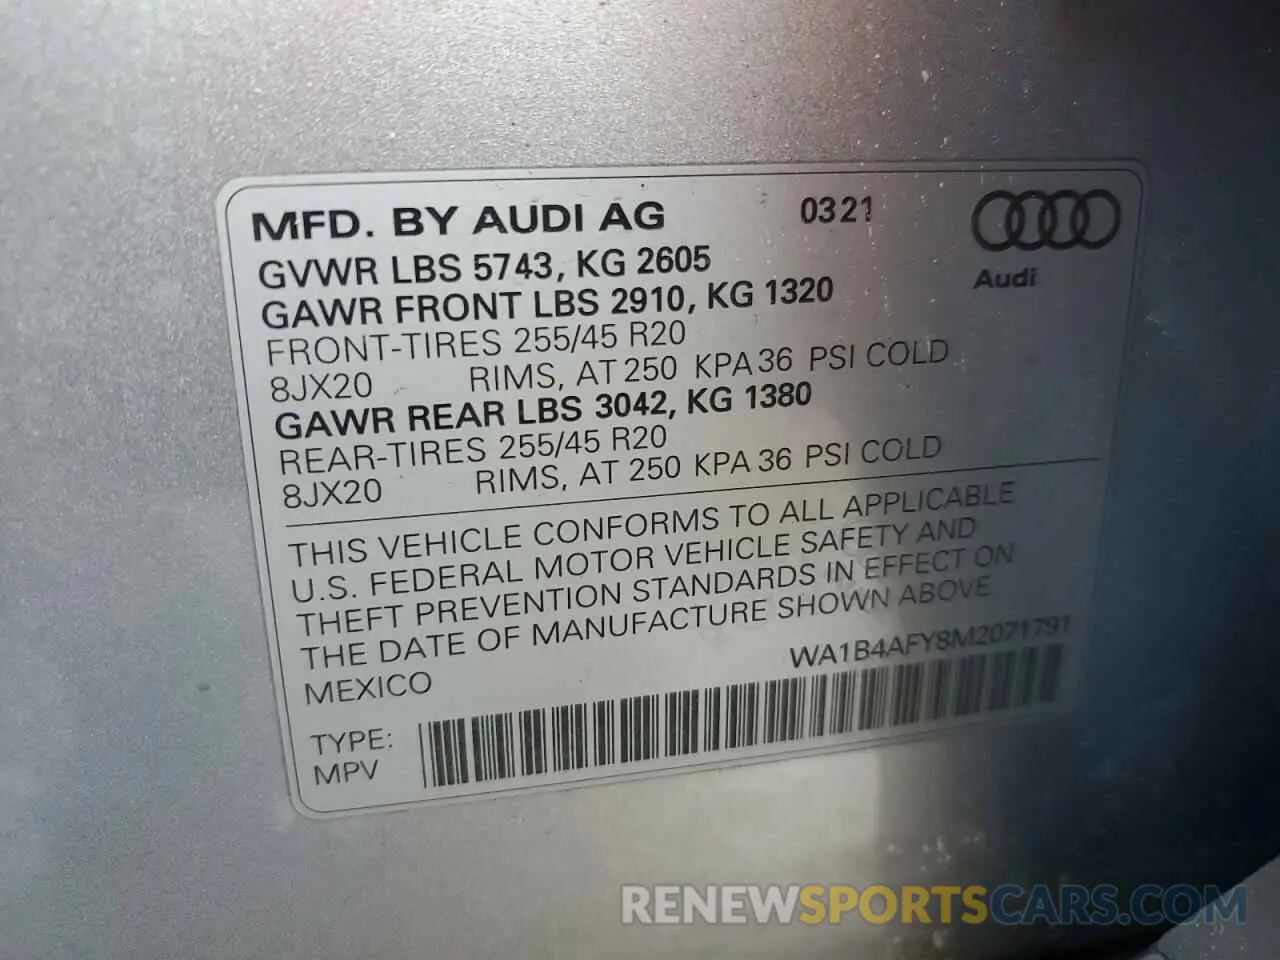 MFD. BY AUDI AG 0321
Audi
GVWR LBS 5743, KG 2605
GAWR FRONT LBS 2910, KG 1320
FRONT-TIRES 255/45 R20
8JX20 RIMS, AT 250 KPA 36 PSI COLD
GAWR REAR LBS 3042, KG 1380
REAR-TIRES 255/45 R20
8JX20 RIMS, AT 250 KPA 36 PSI COLD
THIS VEHICLE CONFORMS TO ALL APPLICABLE
U.S. FEDERAL MOTOR VEHICLE SAFETY AND
THEFT PREVENTION STANDARDS IN EFFECT ON
THE DATE OF MANUFACTURE SHOWN ABOVE
MEXICO WA1B4AFY8M2071791
TYPE:
MPV
RENEWSPORTSCARS.COM